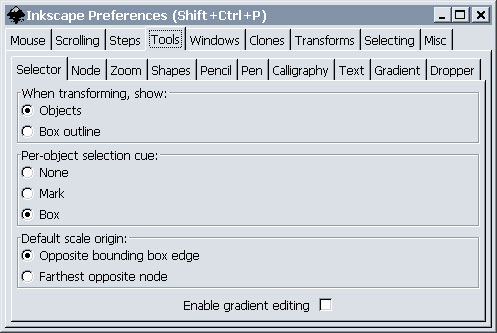 Inkscape Preferences (Shift+Ctrl+P)
Mouse Scrolling Steps Tools Windows Clones Transforms Selecting Misc
Selector Node Zoom Shapes Pencil Pen Calligraphy Text Gradient Dropper
When transforming, show:
Objects
Box outline
Per-object selection cue:
None
Mark
Box
Default scale origin:
Opposite bounding box edge
Farthest opposite node
Enable gradient editing